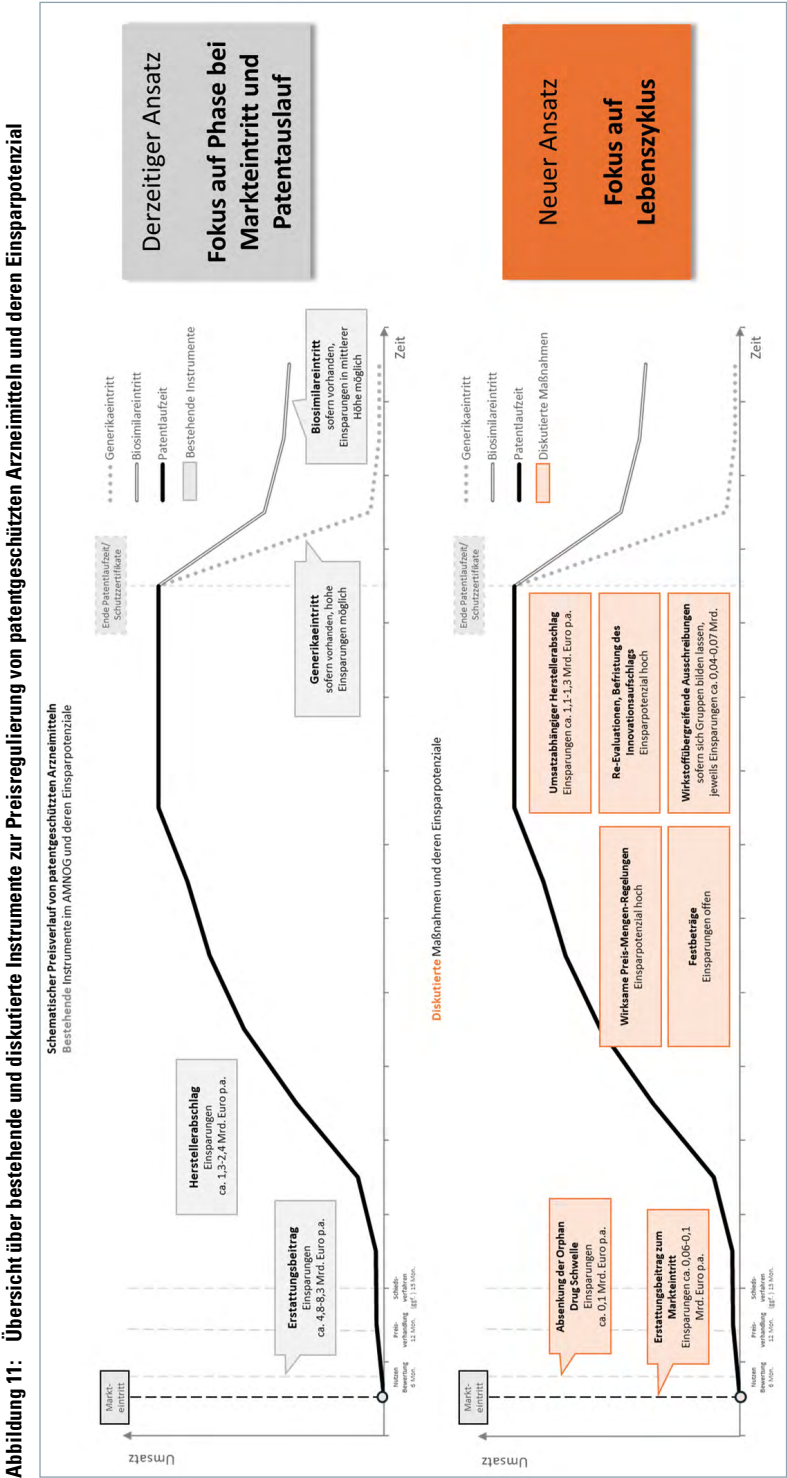 Abbildung 11: Übersicht über bestehende und diskutierte Instrumente zur Preisregulierung von patentgeschützten Arzneimitteln und deren Einsparpotenzial
Schematischer Preisverlauf von patentgeschützten Arzneimitteln
Bestehende Instrumente im AMNOG und deren Einsparpotenziale
Umsatz
Markt-
eintritt
Nutzen
Bewertung
6 Mon.
Preis-
verhandlung
12 Mon.
Schieds-
verfahren
(ggf.) 15 Mon.
Erstattungsbeitrag
Einsparungen
ca. 4,8-8,3 Mrd. Euro p.a.
Herstellerabschlag
Einsparungen
ca. 1,3-2,4 Mrd. Euro p.a.
Generikaeintritt
sofern vorhanden, hohe
Einsparungen möglich
Ende Patentlaufzeit/
Schutzzertifikate
Biosimilareintritt
sofern vorhanden,
Einsparungen in mittlerer
Höhe möglich
Generikaeintritt
Biosimilareintritt
Patentlaufzeit
Bestehende Instrumente
Zeit
Derzeitiger Ansatz
Fokus auf Phase bei
Markteintritt und
Patentauslauf
Diskutierte Maßnahmen und deren Einsparpotenziale
Umsatz
Markt-
eintritt
Nutzen
Bewertung
6 Mon.
Preis-
verhandlung
12 Mon.
Schieds-
verfahren
(ggf.) 15 Mon.
Absenkung der Orphan
Drug Schwelle
Einsparungen
ca. 0,1 Mrd. Euro p.a.
Erstattungsbeitrag zum
Markteintritt
Einsparungen ca. 0,06-0,1
Mrd. Euro p.a.
Wirksame Preis-Mengen-Regelungen
Einsparpotenzial hoch
Festbeträge
Einsparungen offen
Umsatzabhängiger Herstellerabschlag
Einsparungen ca. 1,1-1,3 Mrd. Euro p.a.
Re-Evaluationen, Befristung des
Innovationsaufschlags
Einsparpotenzial hoch
Wirkstoffübergreifende Ausschreibungen
sofern sich Gruppen bilden lassen,
jeweils Einsparungen ca. 0,04-0,07 Mrd.
Ende Patentlaufzeit/
Schutzzertifikate
Generikaeintritt
Biosimilareintritt
Patentlaufzeit
Diskutierte Maßnahmen
Zeit
Neuer Ansatz
Fokus auf
Lebenszyklus